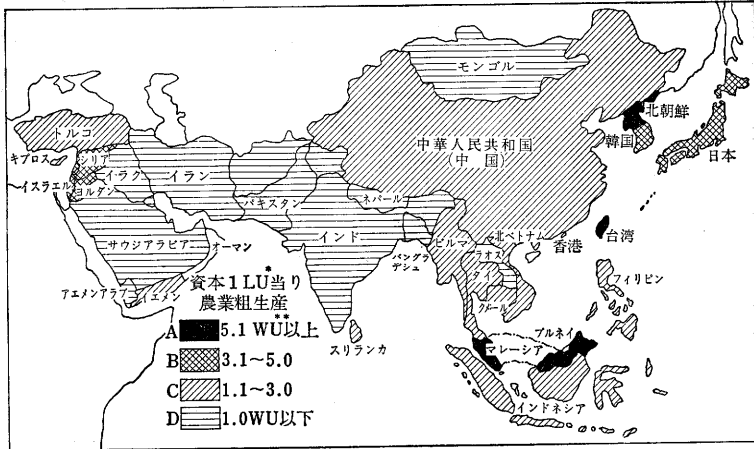 モンゴル
北朝鮮
トルコ
中華人民共和国
(中国)
韓国
日本
キプロス
シリア
イスラエル
イラク
イラン
ヨルダン
パキスタン
ネパール
サウジアラビア
オーマン
インド
バングラ
デシュ
ビルマ
北ベトナム
ラオス
タイ
クメール
香港
台湾
フィリピン
アエメンアラブ
イエメン
スリランカ
ブルネイ
マレーシア
インドネシア
資本1LU*当り
農業粗生産
A 5.1 WU**以上
B 3.1~5.0
C 1.1~3.0
D 1.0WU以下